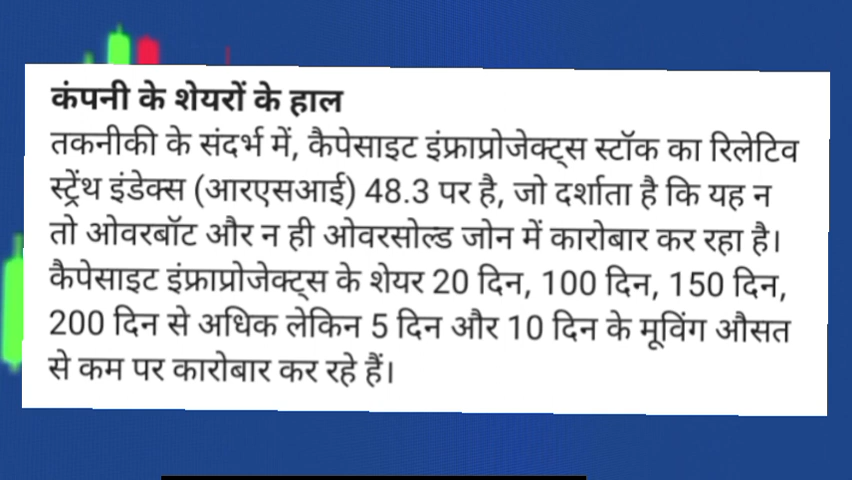 कंपनी के शेयरों के हाल
तकनीकी के संदर्भ में, कैपेसाइट इंफ्राप्रोजेक्ट्स स्टॉक का रिलेटिव
स्ट्रेंथ इंडेक्स (आरएसआई) 48.3 पर है, जो दर्शाता है कि यह न
तो ओवरबॉट और न ही ओवरसोल्ड जोन में कारोबार कर रहा है।
कैपेसाइट इंफ्राप्रोजेक्ट्स के शेयर 20 दिन, 100 दिन, 150 दिन,
200 दिन से अधिक लेकिन 5 दिन और 10 दिन के मूविंग औसत
से कम पर कारोबार कर रहे हैं।